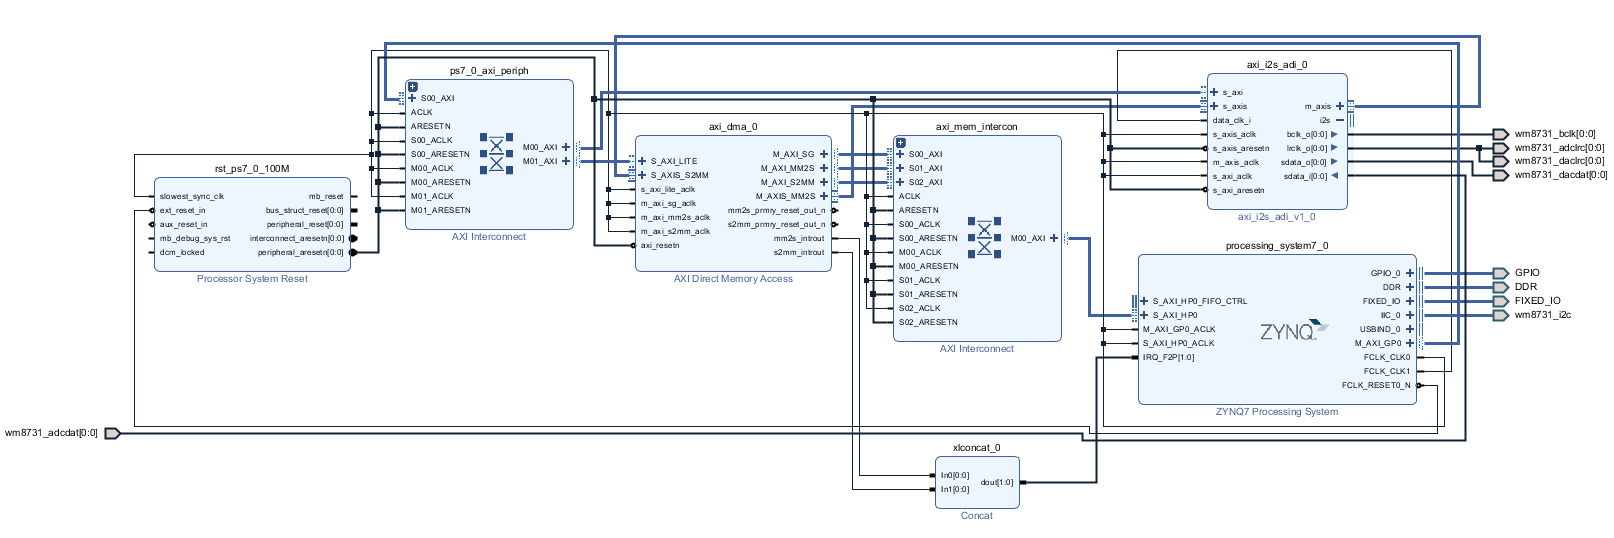 rst_ps7_0_100M
slowest_sync_clk
ext_reset_in
aux_reset_in
mb_debug_sys_rst
dcm_locked
mb_reset
bus_struct_reset[0:0]
peripheral_reset[0:0]
interconnect_aresetn[0:0]
peripheral_aresetn[0:0]
Processor System Reset
ps7_0_axi_periph
S00_AXI
ACLK
ARESETN
S00_ACLK
S00_ARESETN
M00_ACLK
M00_ARESETN
M01_ACLK
M01_ARESETN
M00_AXI
M01_AXI
AXI Interconnect
axi_dma_0
S_AXI_LITE
S_AXIS_S2MM
s_axi_lite_aclk
m_axi_sg_aclk
m_axi_mm2s_aclk
m_axi_s2mm_aclk
axi_resetn
M_AXI_SG
M_AXI_MM2S
M_AXI_S2MM
M_AXIS_MM2S
mm2s_prmry_reset_out_n
s2mm_prmry_reset_out_n
mm2s_introut
s2mm_introut
AXI Direct Memory Access
axi_mem_intercon
S00_AXI
S01_AXI
S02_AXI
ACLK
ARESETN
S00_ACLK
S00_ARESETN
M00_ACLK
M00_ARESETN
S01_ACLK
S01_ARESETN
S02_ACLK
S02_ARESETN
M00_AXI
AXI Interconnect
axi_i2s_adi_0
s_axi
s_axis
data_clk_i
s_axis_aclk
s_axis_aresetn
m_axis_aclk
s_axi_aclk
s_axi_aresetn
m_axis
i2s
bclk_o[0:0]
lrclk_o[0:0]
sdata_o[0:0]
sdata_i[0:0]
axi_i2s_adi_v1_0
wm8731_bclk[0:0]
wm8731_adclrc[0:0]
wm8731_daclrc[0:0]
wm8731_dacdat[0:0]
processing_system7_0
S_AXI_HP0_FIFO_CTRL
S_AXI_HP0
M_AXI_GP0_ACLK
S_AXI_HP0_ACLK
IRQ_F2P[1:0]
ZYNQ
GPIO_0
DDR
FIXED_IO
IIC_0
USBIND_0
M_AXI_GP0
FCLK_CLK0
FCLK_CLK1
FCLK_RESET0_N
ZYNQ7 Processing System
GPIO
DDR
FIXED_IO
wm8731_i2c
wm8731_adcdat[0:0]
xlconcat_0
In0[0:0]
In1[0:0]
dout[1:0]
Concat